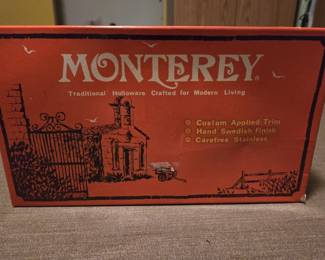 MONTEREY®
Traditional Holloware Crafted for Modern Living
Custom Applied Trim
Hand Swedish Finish
Carefree Stainless